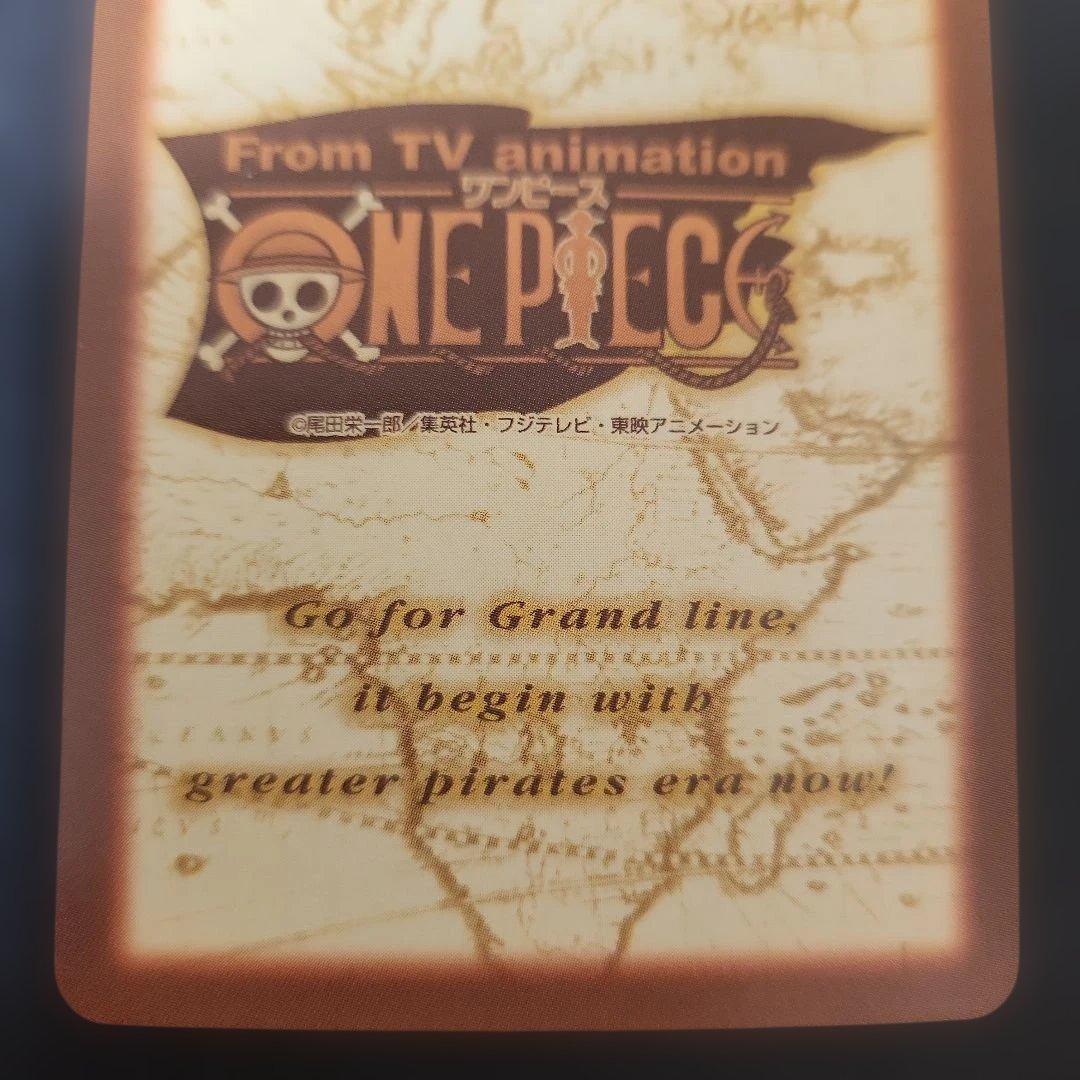 From TV animation
ワンピース
ONE PIECE
©尾田栄一郎／集英社・フジテレビ・東映アニメーション
Go for Grand line,
it begin with
greater pirates era now!